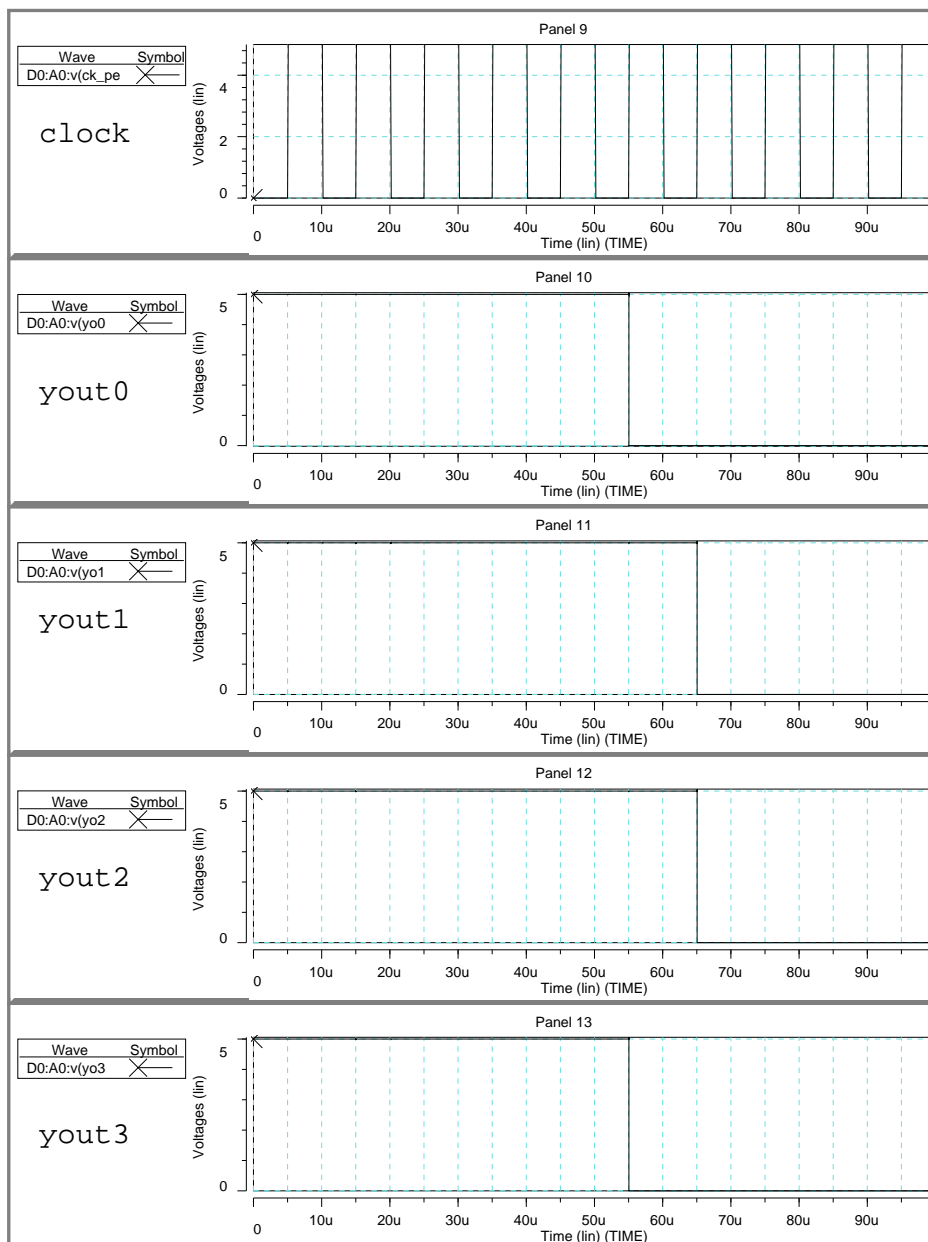 Panel 9
Wave Symbol
D0:A0:v(ck_pe
clock
Voltages (lin)
4
2
0
0 10u 20u 30u 40u 50u 60u 70u 80u 90u
Time (lin) (TIME)
Panel 10
Wave Symbol
D0:A0:v(yo0
yout0
Voltages (lin)
5
0
0 10u 20u 30u 40u 50u 60u 70u 80u 90u
Time (lin) (TIME)
Panel 11
Wave Symbol
D0:A0:v(yo1
yout1
Voltages (lin)
5
0
0 10u 20u 30u 40u 50u 60u 70u 80u 90u
Time (lin) (TIME)
Panel 12
Wave Symbol
D0:A0:v(yo2
yout2
Voltages (lin)
5
0
0 10u 20u 30u 40u 50u 60u 70u 80u 90u
Time (lin) (TIME)
Panel 13
Wave Symbol
D0:A0:v(yo3
yout3
Voltages (lin)
5
0
0 10u 20u 30u 40u 50u 60u 70u 80u 90u
Time (lin) (TIME)